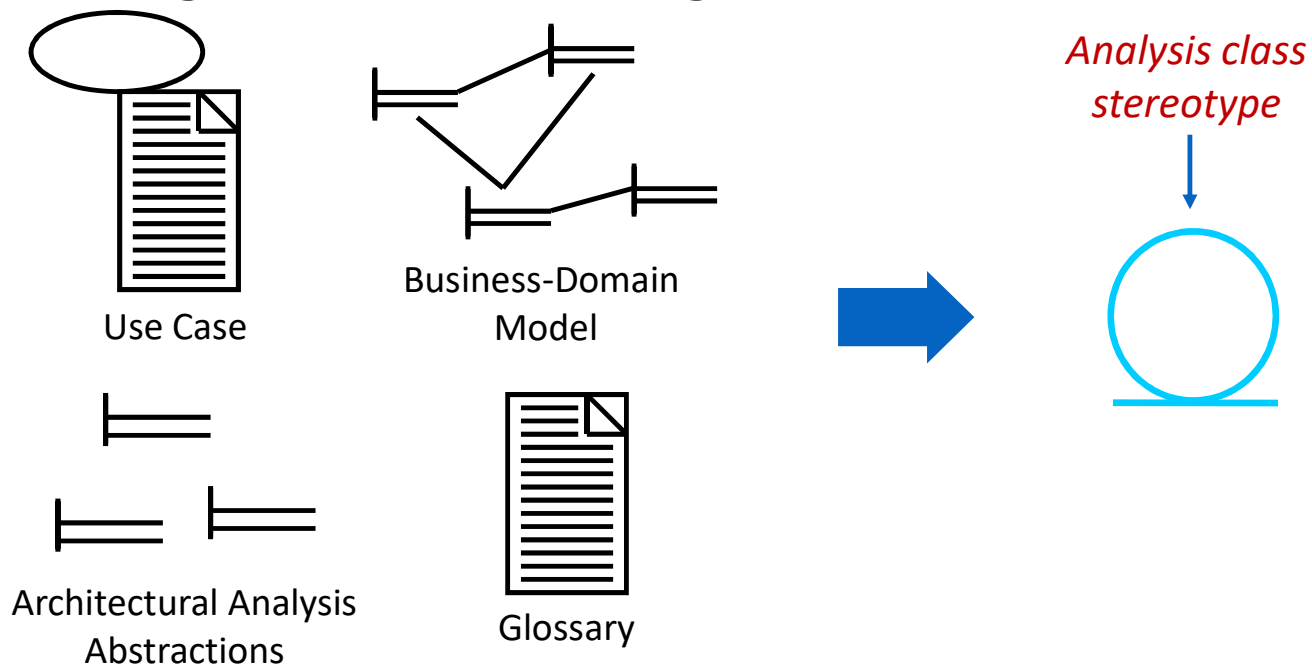 Analysis class
stereotype
Use Case
Business-Domain
Model
Architectural Analysis
Abstractions
Glossary